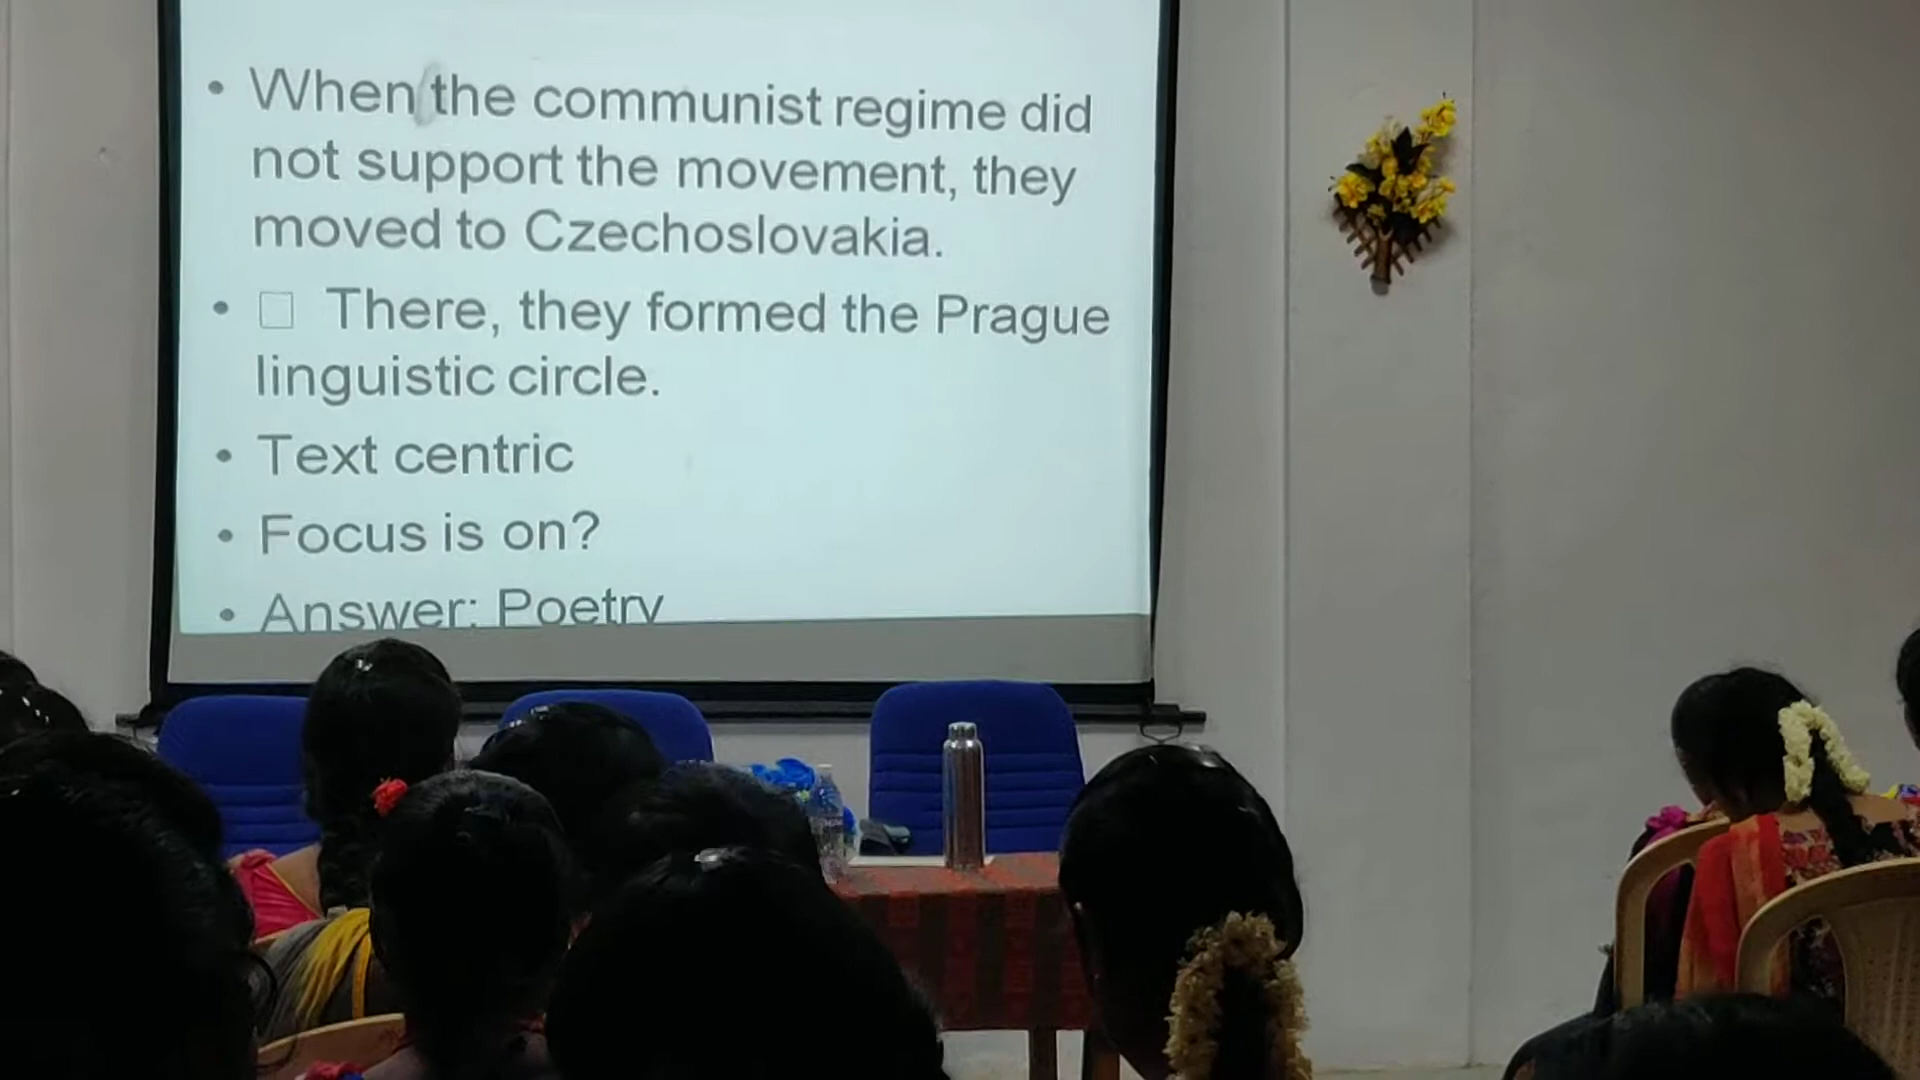 • When the communist regime did
not support the movement, they
moved to Czechoslovakia.
• □ There, they formed the Prague
linguistic circle.
• Text centric
• Focus is on?
• Answer: Poetry